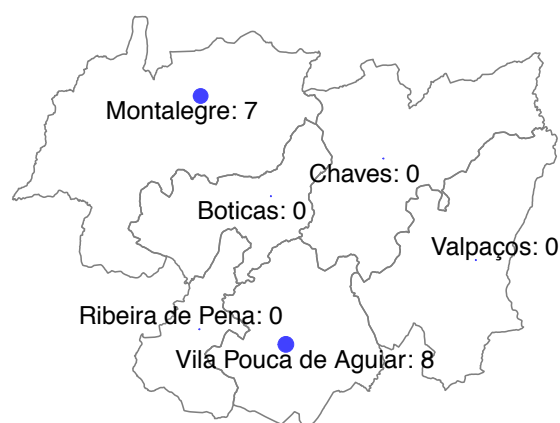 Montalegre: 7
Chaves: 0
Boticas: 0
Valpaços: 0
Ribeira de Pena: 0
Vila Pouca de Aguiar: 8